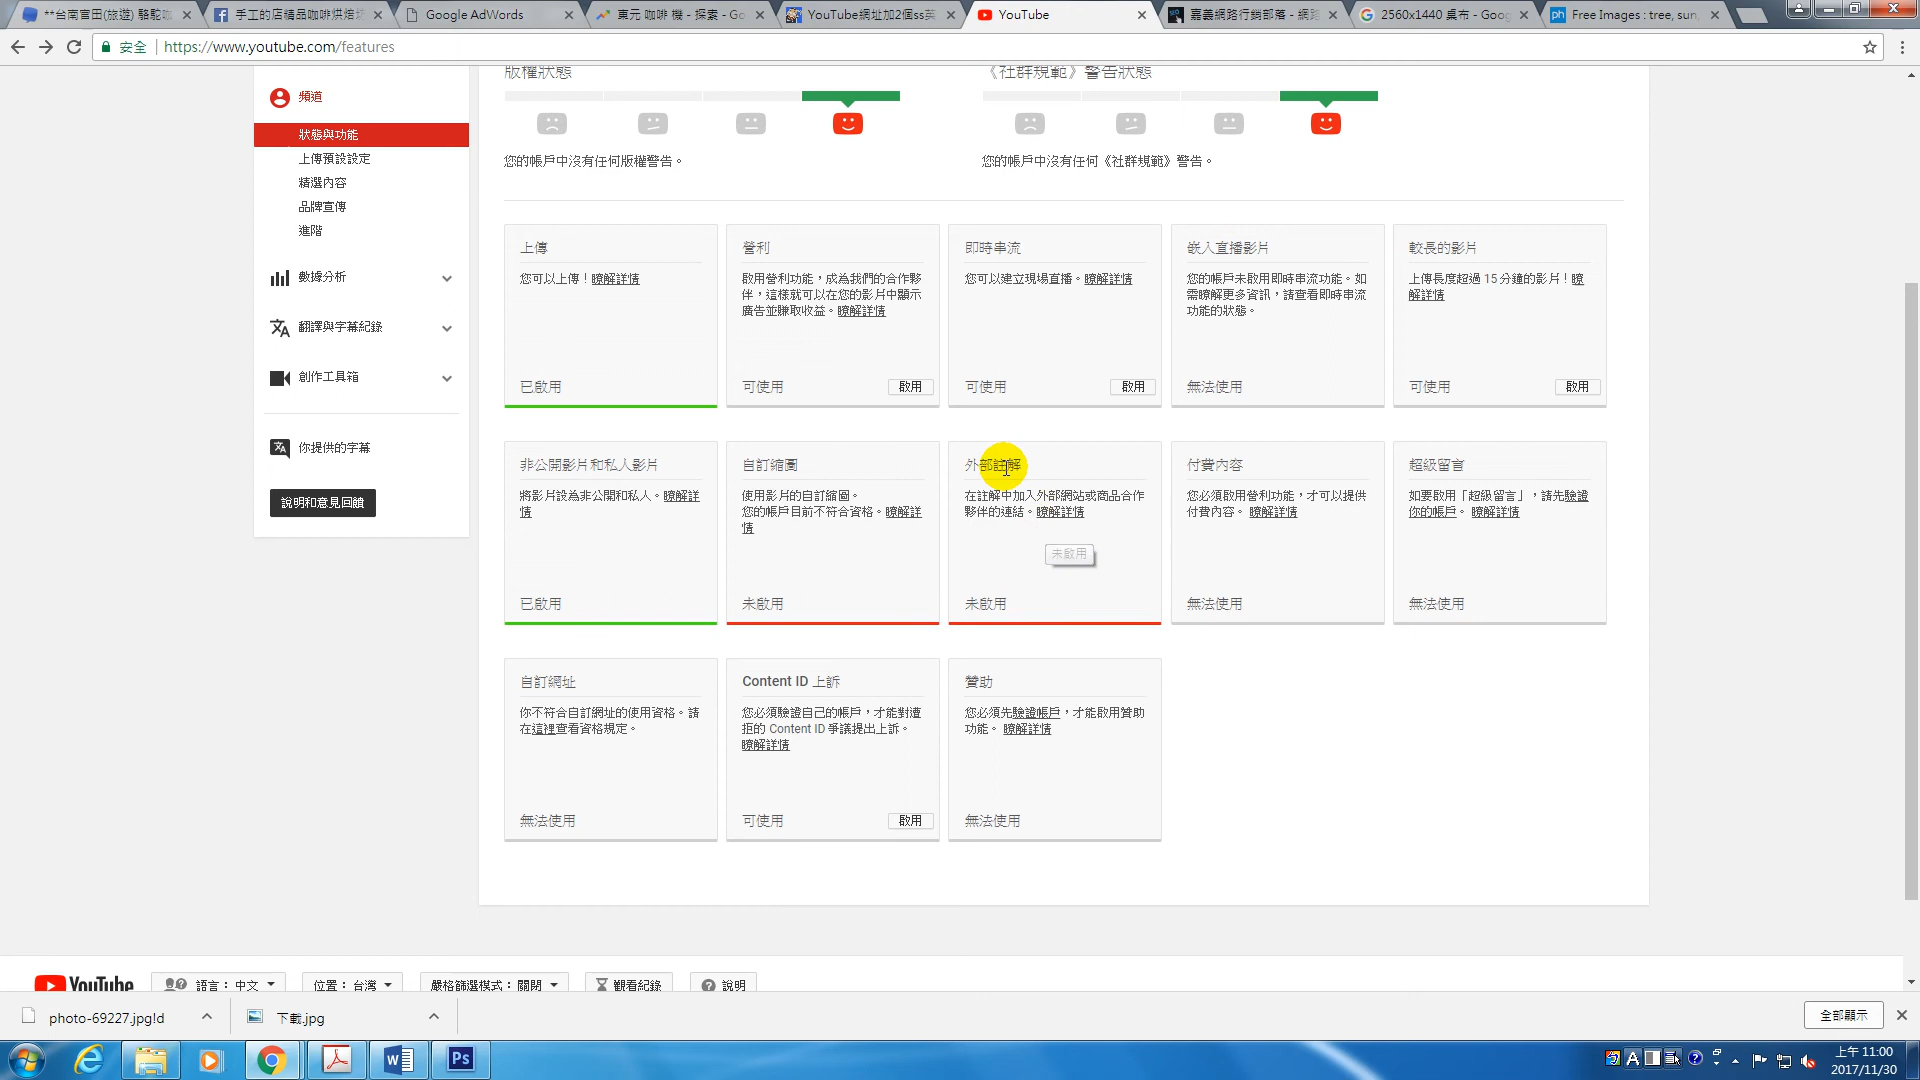 **台南官田(旅遊) 駱駝咖
手工的店精品咖啡烘焙坊
Google AdWords
東元 咖啡 機 - 探索 - Go
YouTube網址加2個ss英
YouTube
嘉義網路行銷部落 - 網路
2560x1440 桌布 - Goog
Free Images : tree, sun,
安全 https://www.youtube.com/features
版權狀態
《社群規範》警告狀態
您的帳戶中沒有任何版權警告。
您的帳戶中沒有任何《社群規範》警告。
頻道
狀態與功能
上傳預設設定
精選內容
品牌宣傳
進階
數據分析
翻譯與字幕紀錄
創作工具箱
你提供的字幕
說明和意見回饋
上傳
您可以上傳！瞭解詳情
已啟用
營利
啟用營利功能，成為我們的合作夥
伴，這樣就可以在您的影片中顯示
廣告並賺取收益。瞭解詳情
可使用
啟用
即時串流
您可以建立現場直播。瞭解詳情
可使用
啟用
嵌入直播影片
您的帳戶未啟用即時串流功能。如
需瞭解更多資訊，請查看即時串流
功能的狀態。
無法使用
較長的影片
上傳長度超過 15 分鐘的影片！瞭
解詳情
可使用
啟用
非公開影片和私人影片
將影片設為非公開和私人。瞭解詳
情
已啟用
自訂縮圖
使用影片的自訂縮圖。
您的帳戶目前不符合資格。瞭解詳
情
未啟用
外部註解
在註解中加入外部網站或商品合作
夥伴的連結。瞭解詳情
未啟用
未啟用
付費內容
您必須啟用營利功能，才可以提供
付費內容。 瞭解詳情
無法使用
超級留言
如要啟用「超級留言」，請先驗證
你的帳戶。 瞭解詳情
無法使用
自訂網址
你不符合自訂網址的使用資格。請
在這裡查看資格規定。
無法使用
Content ID 上訴
您必須驗證自己的帳戶，才能對遭
拒的 Content ID 爭議提出上訴。
瞭解詳情
可使用
啟用
贊助
您必須先驗證帳戶，才能啟用贊助
功能。 瞭解詳情
無法使用
YouTube
語言： 中文
位置： 台灣
嚴格篩選模式： 關閉
觀看紀錄
說明
photo-69227.jpg!d
下載.jpg
全部顯示
上午 11:00
2017/11/30